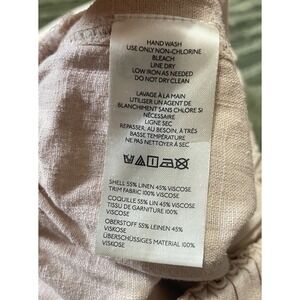 HAND WASH
USE ONLY NON-CHLORINE
BLEACH
LINE DRY
LOW IRON AS NEEDED
DO NOT DRY CLEAN
LAVAGE À LA MAIN
UTILISER UN AGENT DE
BLANCHIMENT SANS CHLORE SI
NÉCESSAIRE
LIGNE SEC
REPASSER, AU BESOIN, À TRÈS
BASSE TEMPÉRATURE
NE PAS NETTOYER À SEC
SHELL 55% LINEN 45% VISCOSE
TRIM FABRIC 100% VISCOSE
COQUILLE 55% LIN 45% VISCOSE
TISSU DE GARNITURE 100%
VISCOSE
OBERSTOFF 55% LEINEN 45%
VISKOSE
ÜBERSCHÜSSIGES MATERIAL 100%
VISKOSE